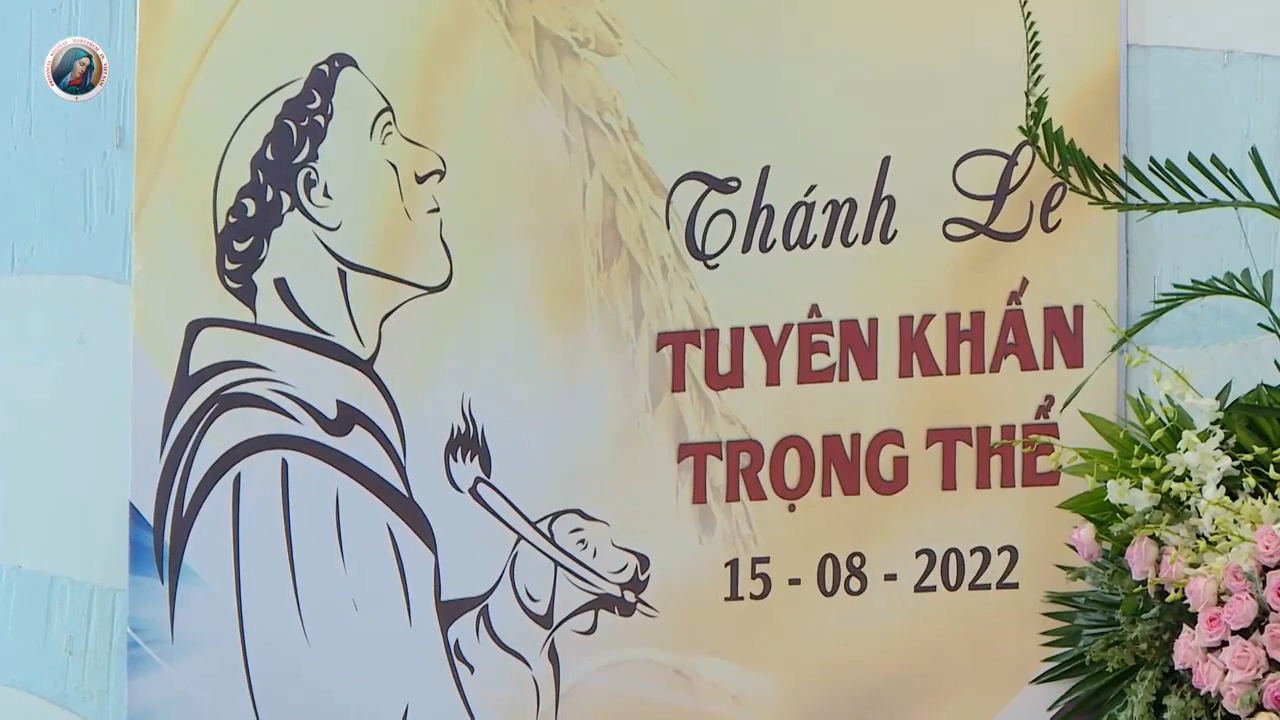 Thánh Lễ
TUYÊN KHẤN
TRỌNG THỂ
15 - 08 - 2022